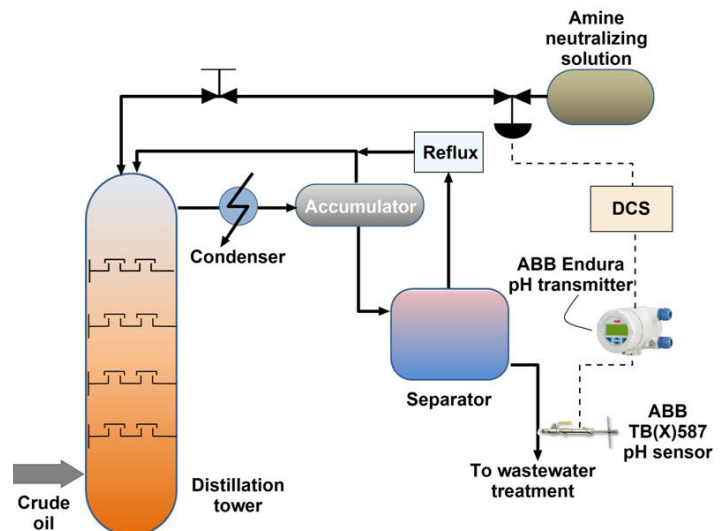 Amine
neutralizing
solution
Reflux
Accumulator
DCS
Condenser
ABB Endura
pH transmitter
Separator
ABB
TB(X)587
pH sensor
To wastewater
treatment
Distillation
tower
Crude
oil